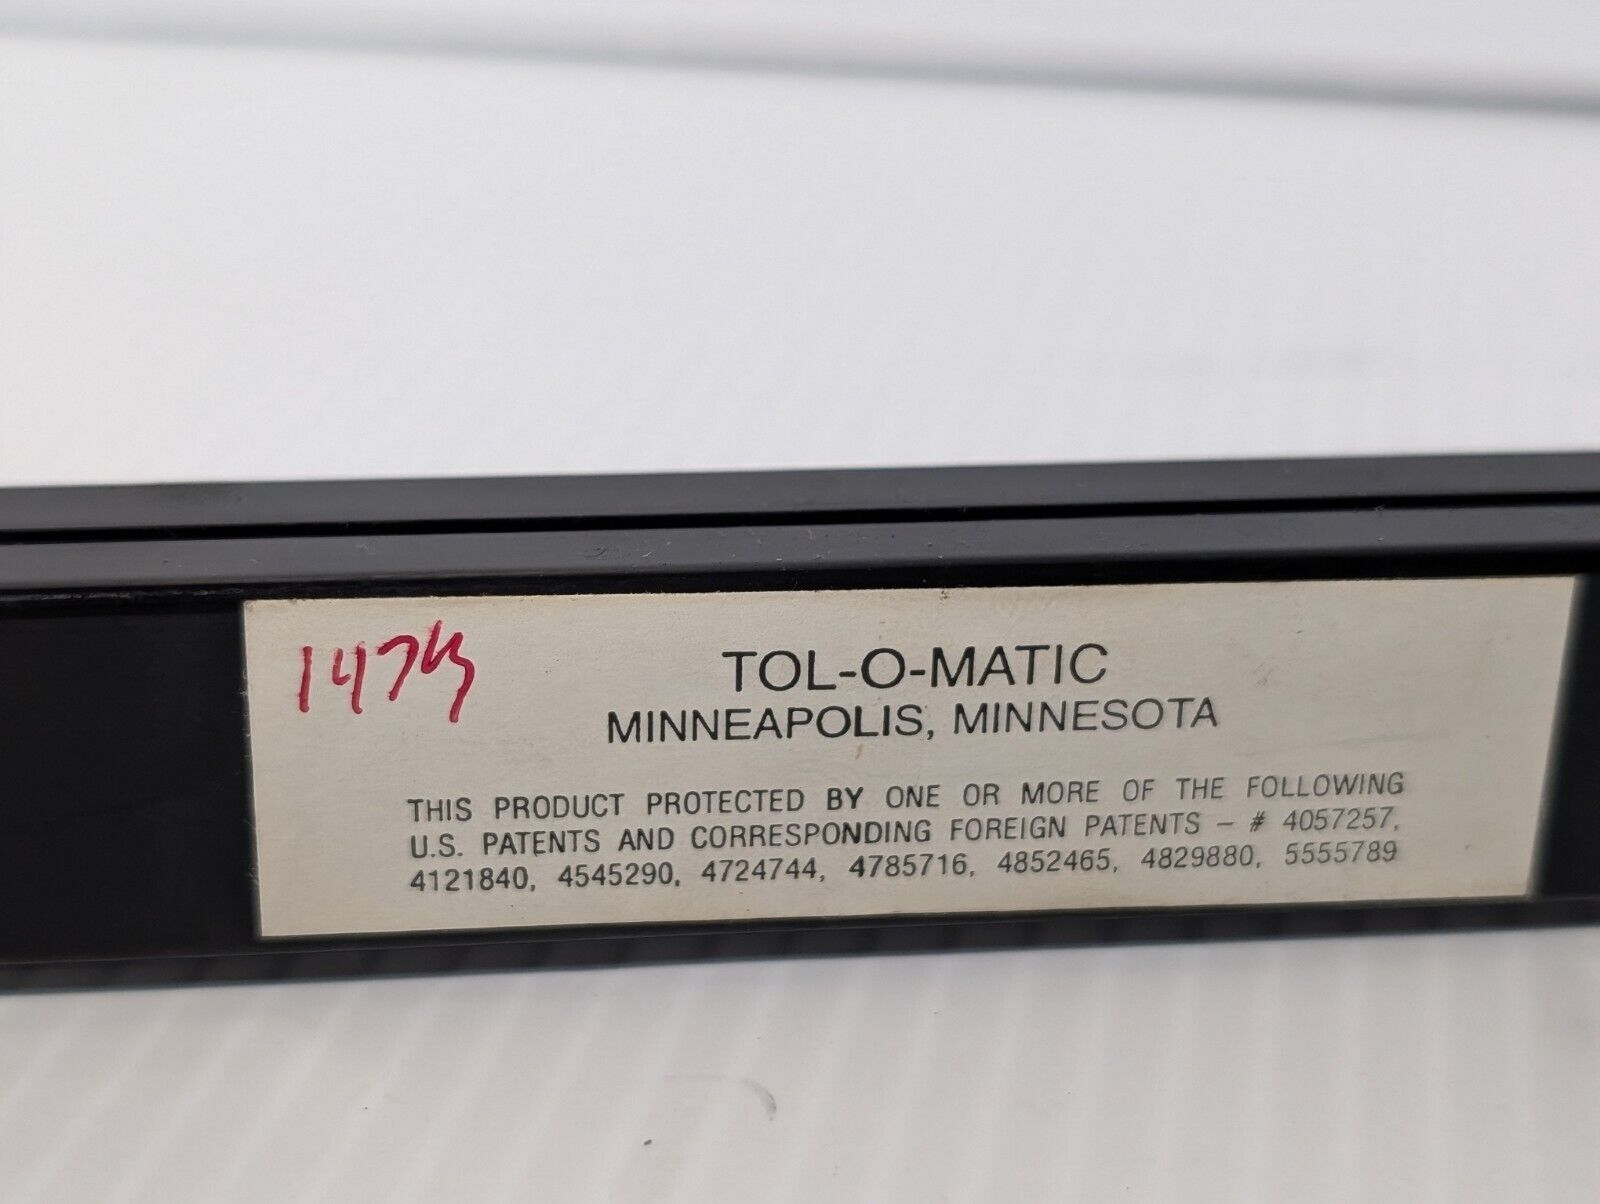 TOL-O-MATIC
MINNEAPOLIS, MINNESOTA
THIS PRODUCT PROTECTED BY ONE OR MORE OF THE FOLLOWING
U.S. PATENTS AND CORRESPONDING FOREIGN PATENTS – # 4057257,
4121840, 4545290, 4724744, 4785716, 4852465, 4829880, 5555789